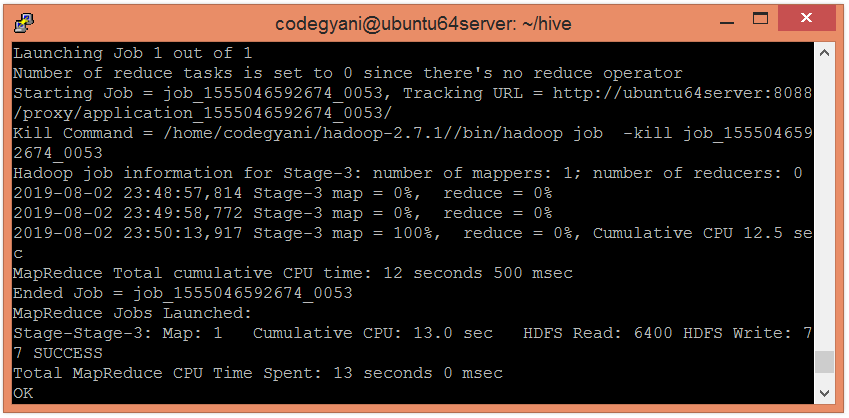 codegyani@ubuntu64server: ~/hive
Launching Job 1 out of 1
Number of reduce tasks is set to 0 since there's no reduce operator
Starting Job = job_1555046592674_0053, Tracking URL = http://ubuntu64server:8088
/proxy/application_1555046592674_0053/
Kill Command = /home/codegyani/hadoop-2.7.1//bin/hadoop job  -kill job_155504659
2674_0053
Hadoop job information for Stage-3: number of mappers: 1; number of reducers: 0
2019-08-02 23:48:57,814 Stage-3 map = 0%,  reduce = 0%
2019-08-02 23:49:58,772 Stage-3 map = 0%,  reduce = 0%
2019-08-02 23:50:13,917 Stage-3 map = 100%,  reduce = 0%, Cumulative CPU 12.5 se
c
MapReduce Total cumulative CPU time: 12 seconds 500 msec
Ended Job = job_1555046592674_0053
MapReduce Jobs Launched:
Stage-Stage-3: Map: 1   Cumulative CPU: 13.0 sec   HDFS Read: 6400 HDFS Write: 7
7 SUCCESS
Total MapReduce CPU Time Spent: 13 seconds 0 msec
OK